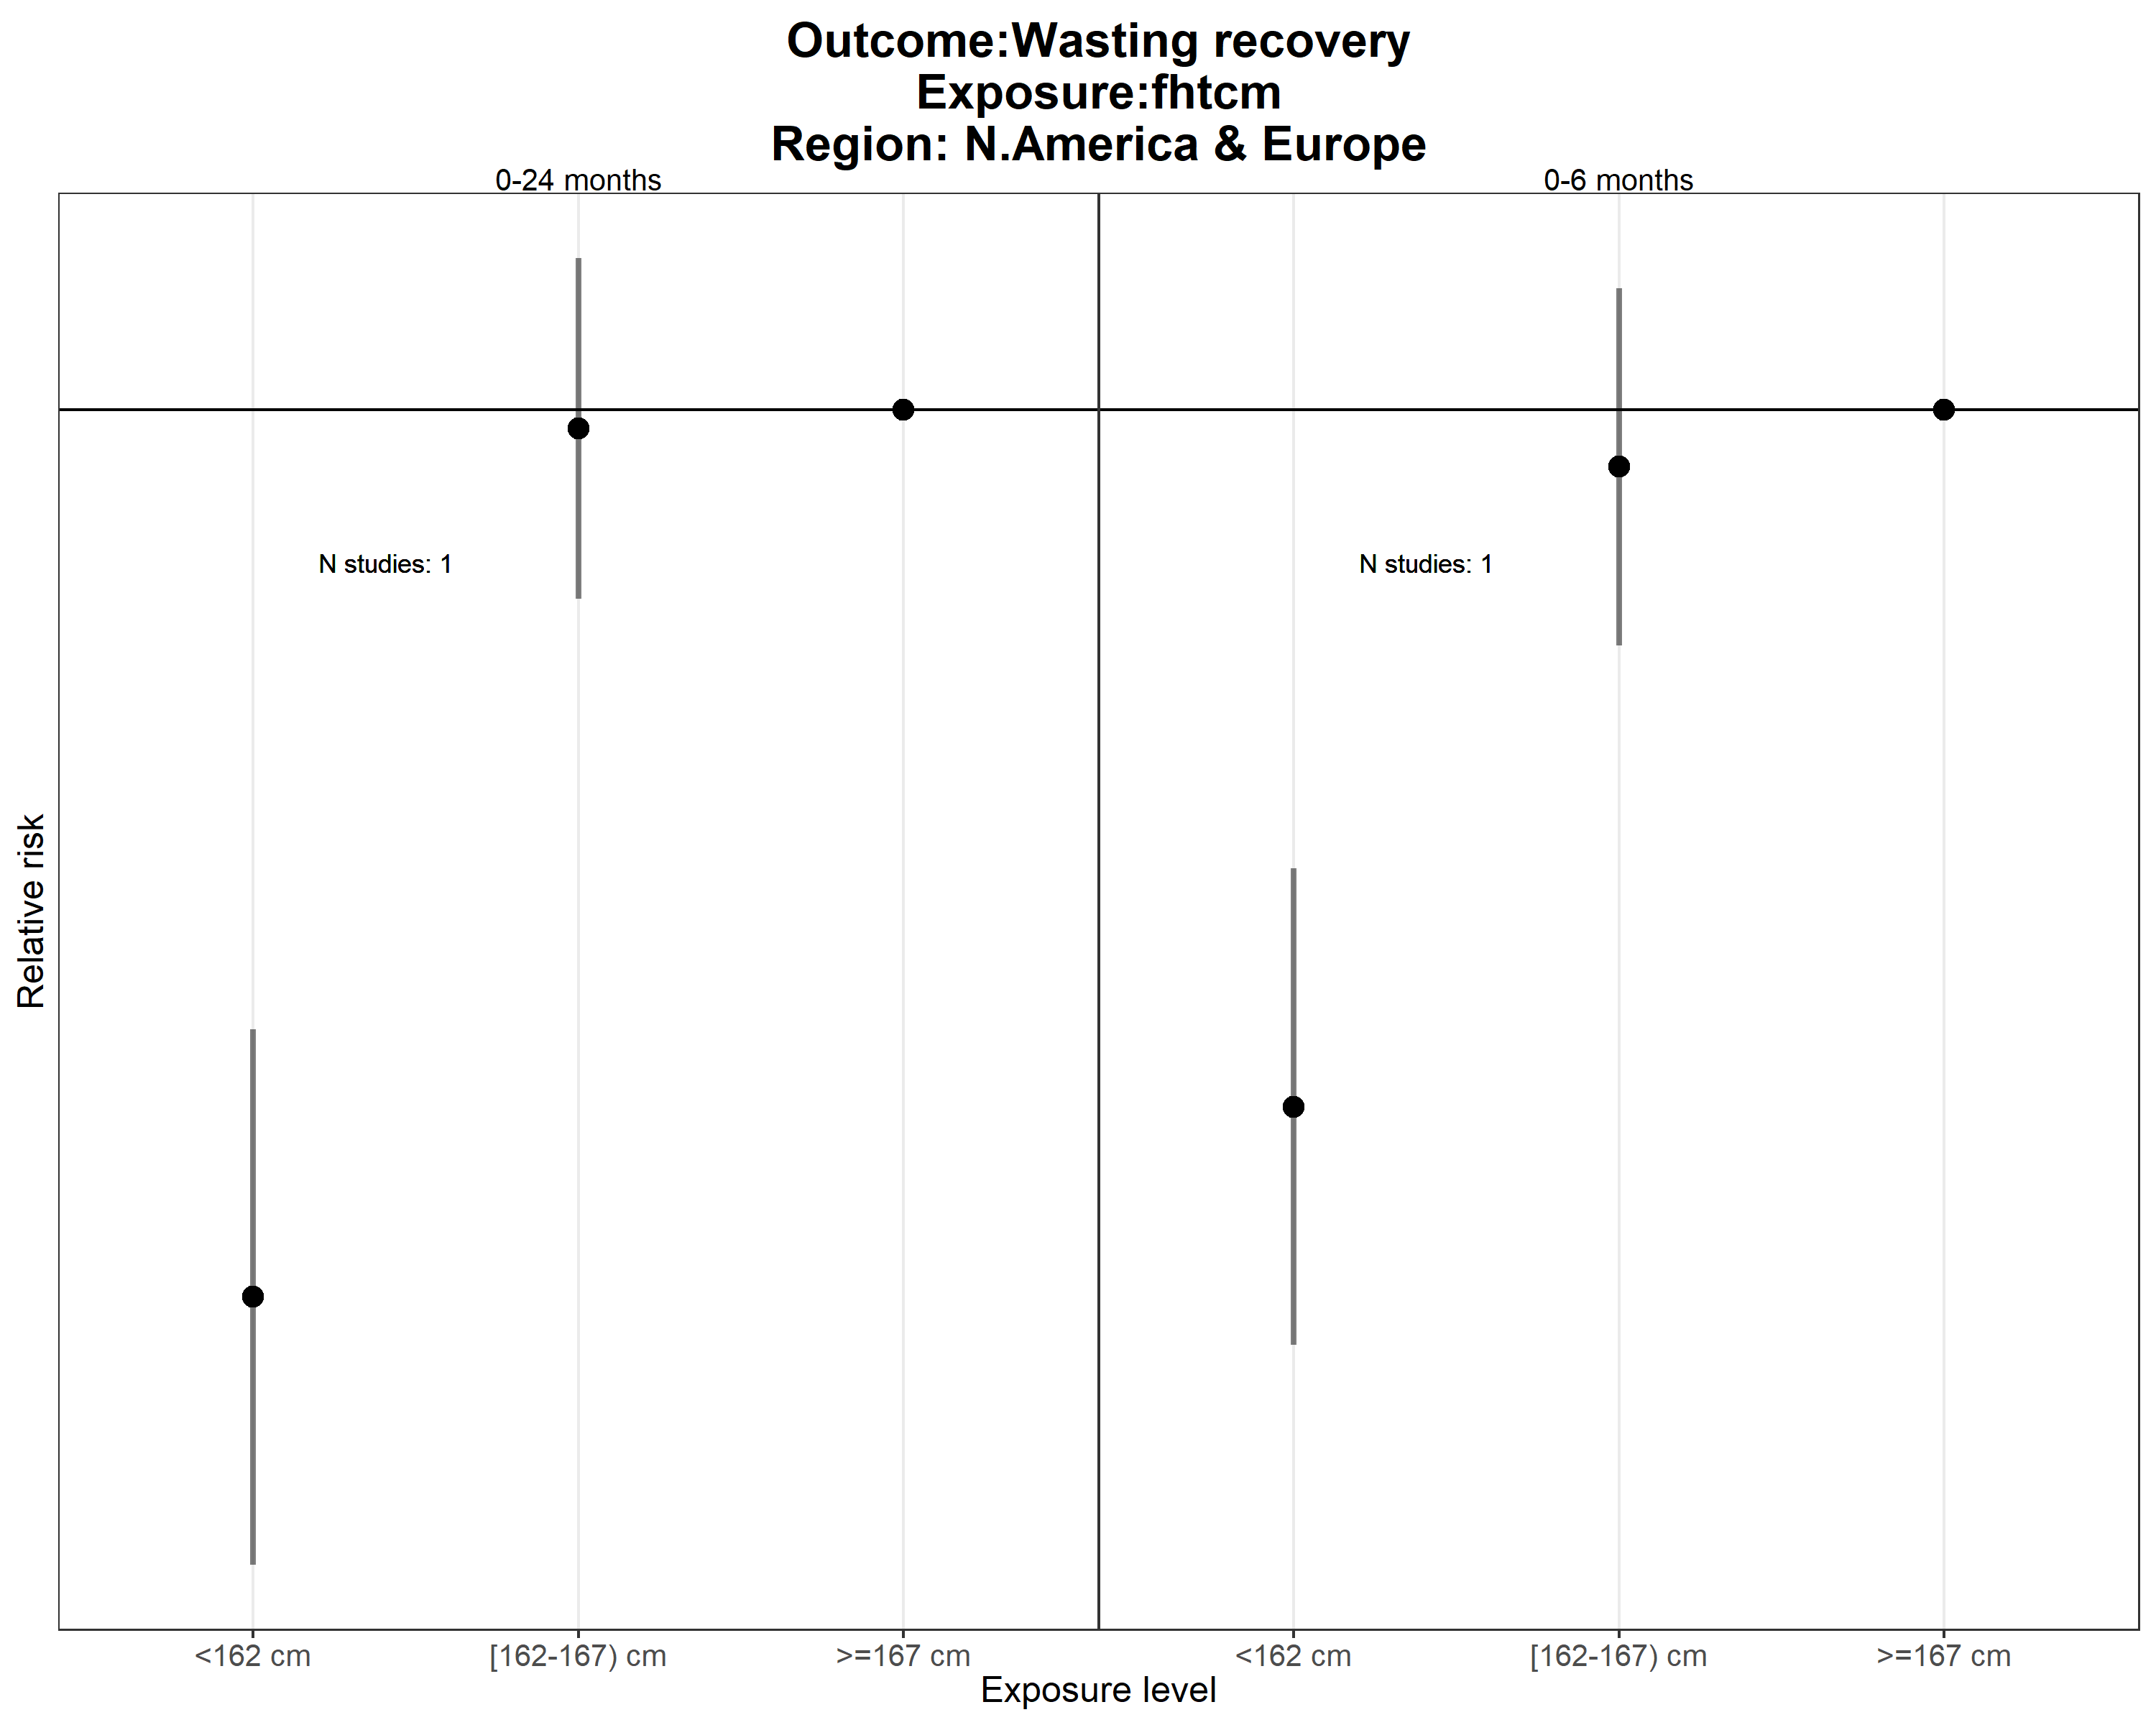 Outcome:Wasting recovery
Exposure:fhtcm
Region: N.America & Europe
0-24 months
0-6 months
N studies: 1
N studies: 1
Relative risk
<162 cm
[162-167) cm
>=167 cm
<162 cm
[162-167) cm
>=167 cm
Exposure level